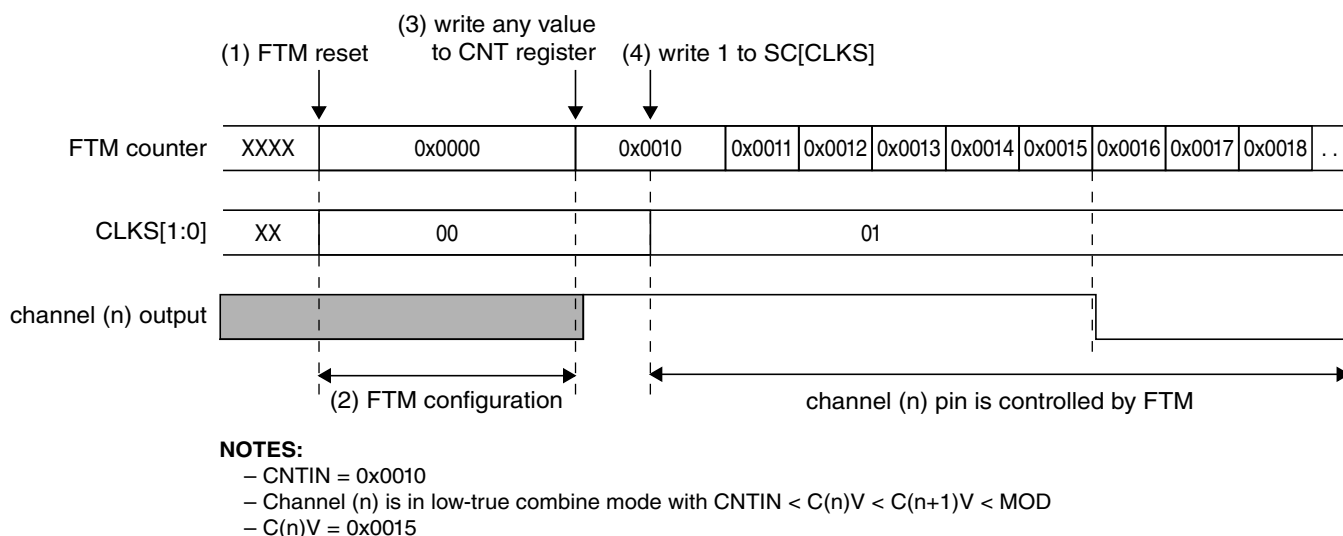 (3) write any value
(1) FTM reset to CNT register (4) write 1 to SC[CLKS]
FTM counter XXXX 0x0000 0x0010 0x0011 0x0012 0x0013 0x0014 0x0015 0x0016 0x0017 0x0018 . .
CLKS[1:0] XX 00 01
channel (n) output
(2) FTM configuration channel (n) pin is controlled by FTM
NOTES:
– CNTIN = 0x0010
– Channel (n) is in low-true combine mode with CNTIN < C(n)V < C(n+1)V < MOD
– C(n)V = 0x0015